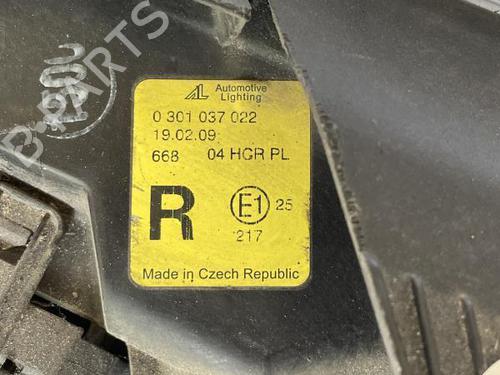 B-PARTS
AL Automotive
Lighting
0 301 037 022
19.02.09
668 04 HCR PL
R E1 25
217
Made in Czech Republic